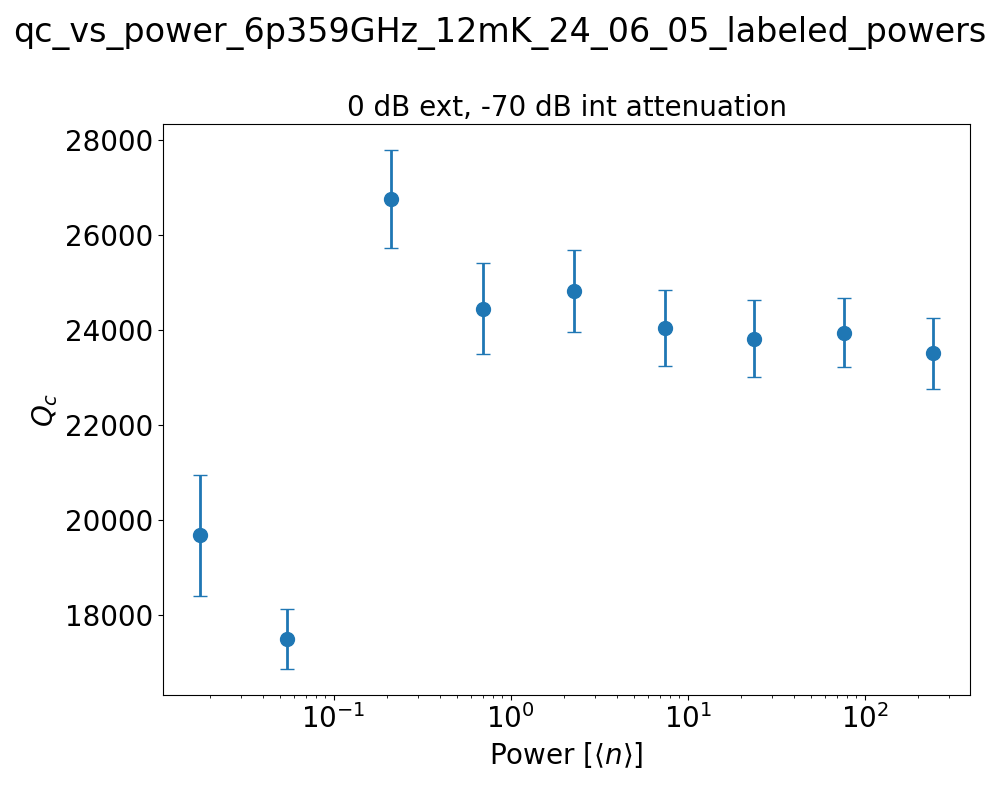 qc_vs_power_6p359GHz_12mK_24_06_05_labeled_powers
0 dB ext, -70 dB int attenuation
28000
26000
24000
22000
20000
18000
Q_c
10^{-1} 10^0 10^1 10^2
Power [⟨n⟩]